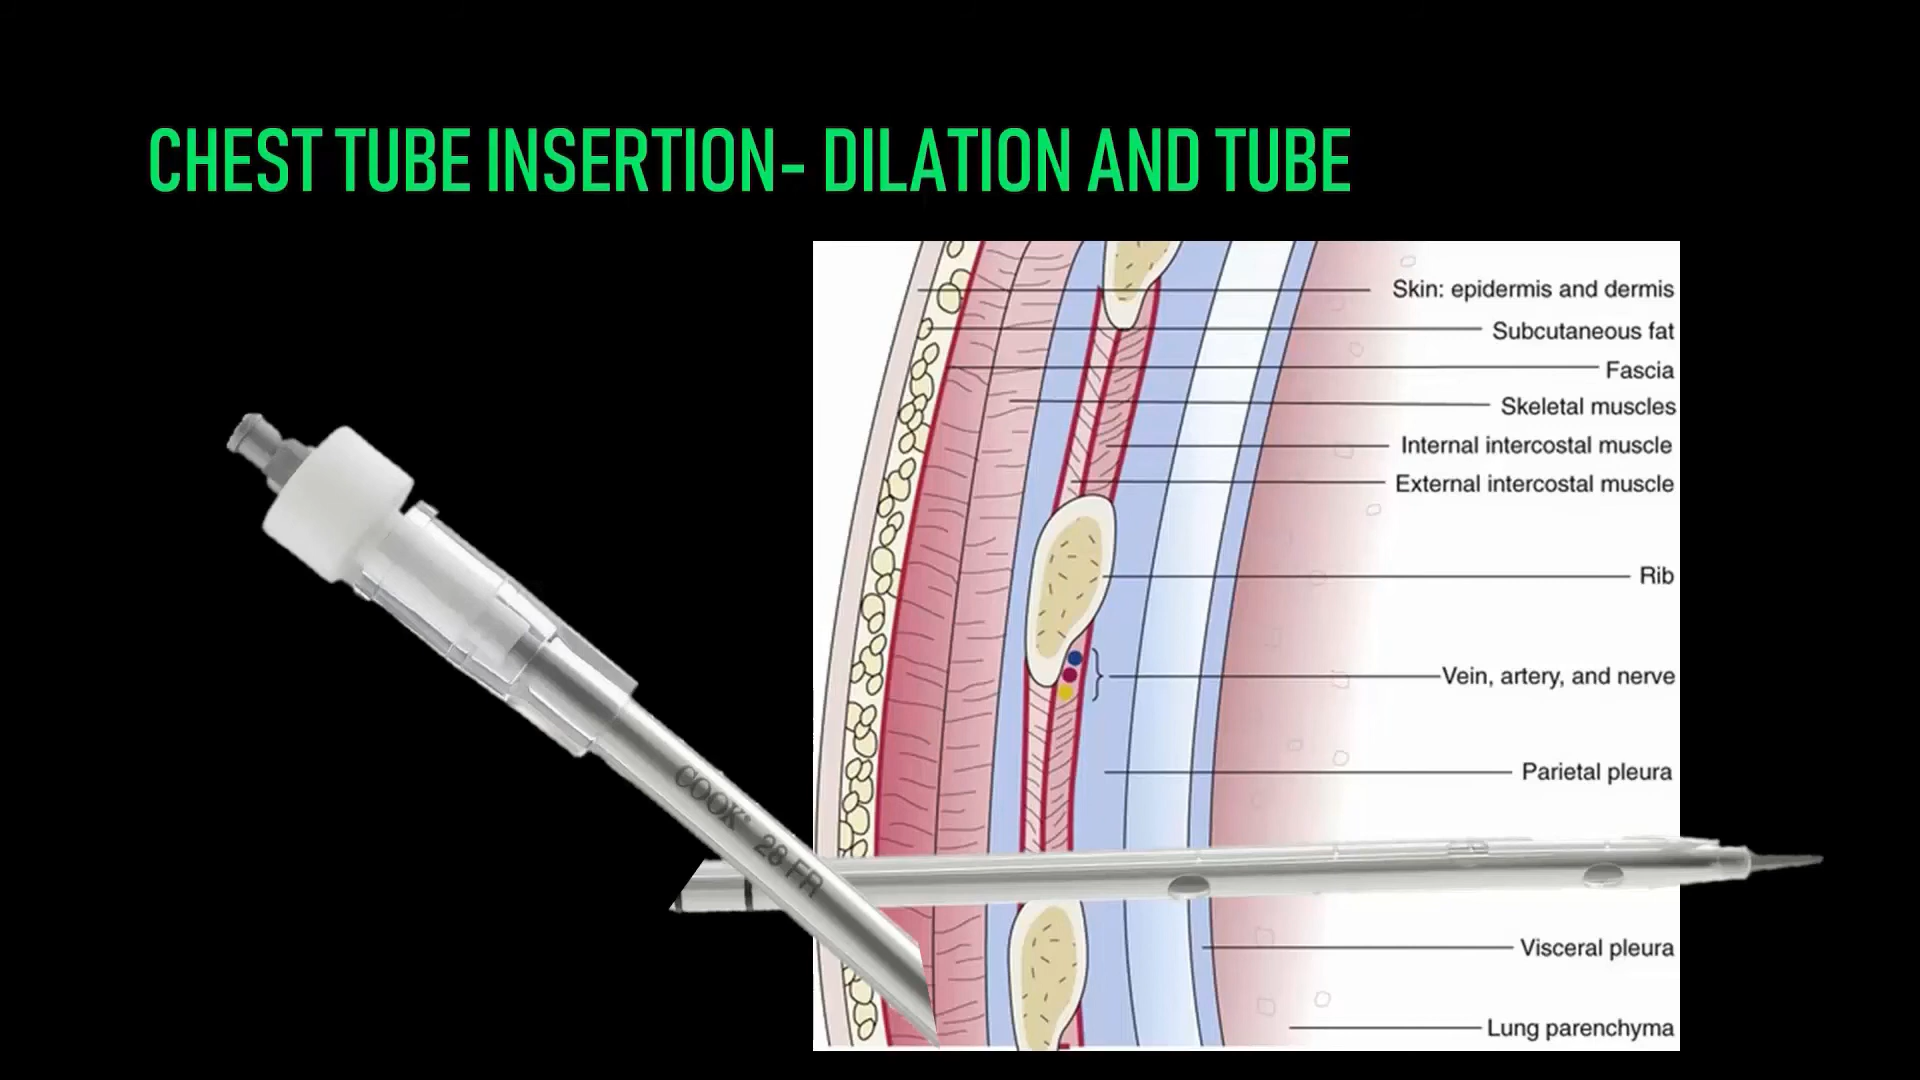 CHEST TUBE INSERTION- DILATION AND TUBE
Skin: epidermis and dermis
Subcutaneous fat
Fascia
Skeletal muscles
Internal intercostal muscle
External intercostal muscle
Rib
Vein, artery, and nerve
Parietal pleura
COOK® 28 FR
Visceral pleura
Lung parenchyma